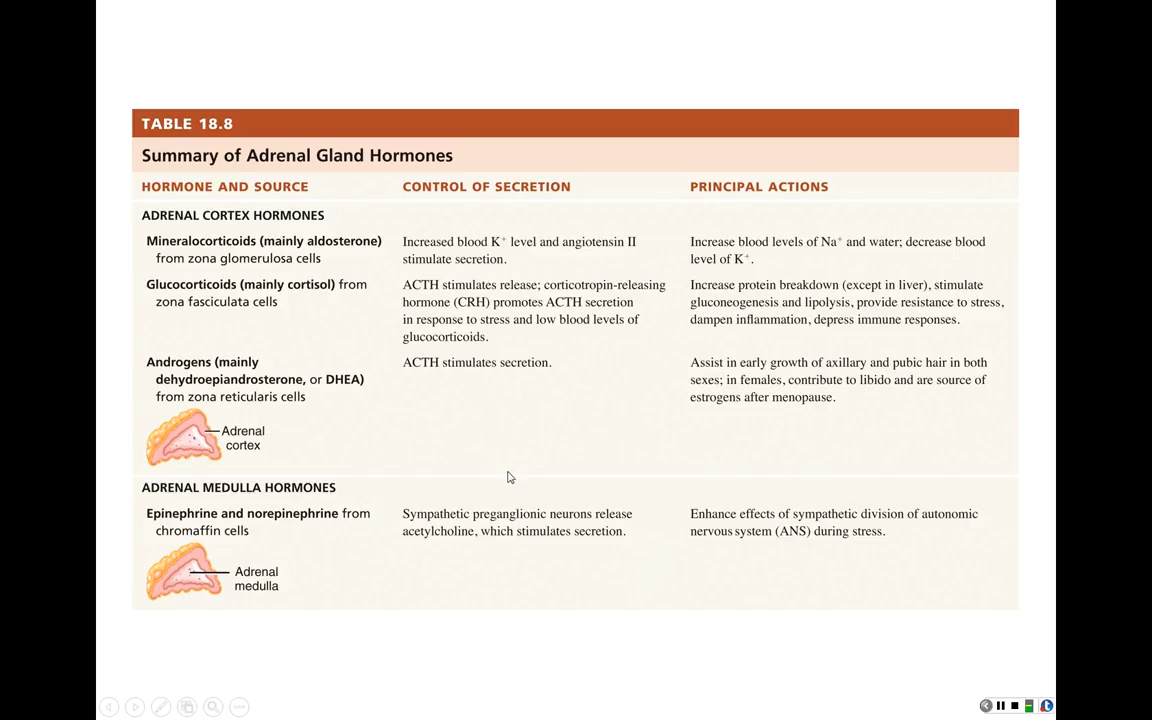 TABLE 18.8
Summary of Adrenal Gland Hormones
HORMONE AND SOURCE
CONTROL OF SECRETION
PRINCIPAL ACTIONS
ADRENAL CORTEX HORMONES
Mineralocorticoids (mainly aldosterone)
from zona glomerulosa cells
Increased blood K⁺ level and angiotensin II
stimulate secretion.
Increase blood levels of Na⁺ and water; decrease blood
level of K⁺.
Glucocorticoids (mainly cortisol) from
zona fasciculata cells
ACTH stimulates release; corticotropin-releasing
hormone (CRH) promotes ACTH secretion
in response to stress and low blood levels of
glucocorticoids.
Increase protein breakdown (except in liver), stimulate
gluconeogenesis and lipolysis, provide resistance to stress,
dampen inflammation, depress immune responses.
Androgens (mainly
dehydroepiandrosterone, or DHEA)
from zona reticularis cells
ACTH stimulates secretion.
Assist in early growth of axillary and pubic hair in both
sexes; in females, contribute to libido and are source of
estrogens after menopause.
Adrenal
cortex
ADRENAL MEDULLA HORMONES
Epinephrine and norepinephrine from
chromaffin cells
Sympathetic preganglionic neurons release
acetylcholine, which stimulates secretion.
Enhance effects of sympathetic division of autonomic
nervous system (ANS) during stress.
Adrenal
medulla